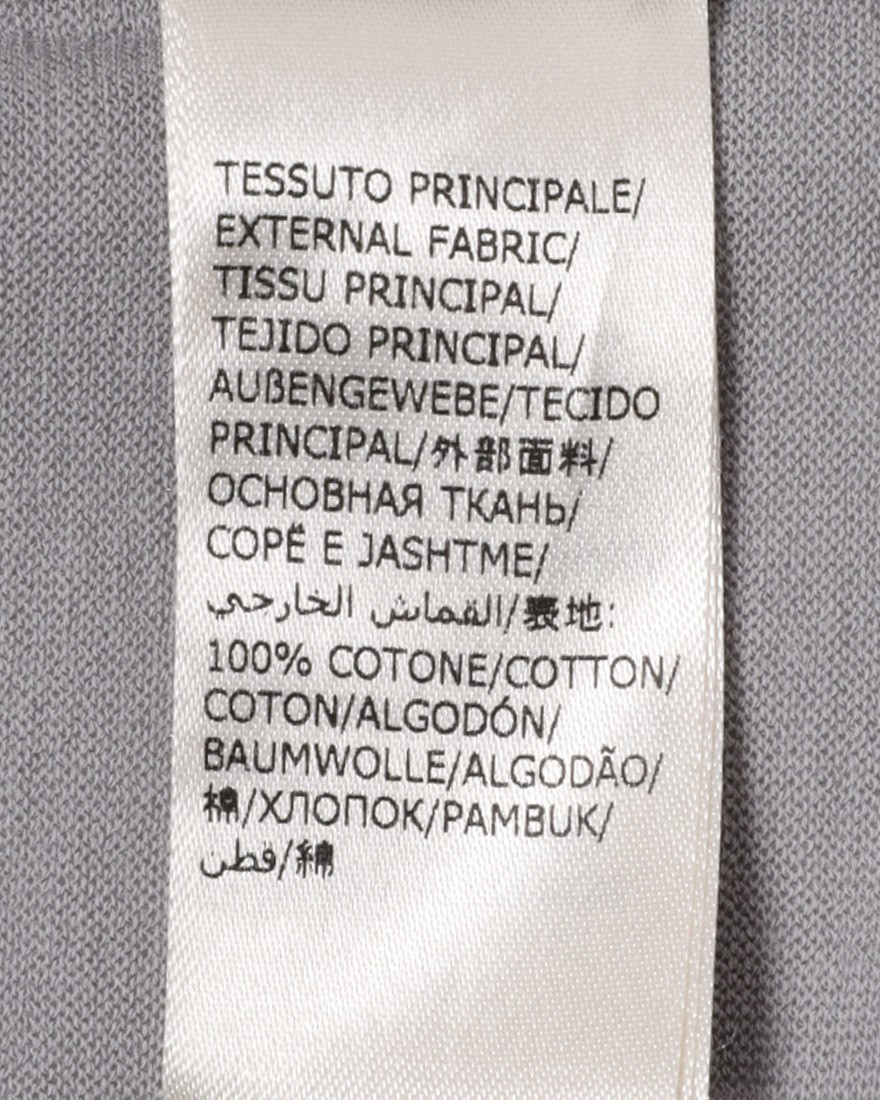 TESSUTO PRINCIPALE/
EXTERNAL FABRIC/
TISSU PRINCIPAL/
TEJIDO PRINCIPAL/
AUßENGEWEBE/TECIDO
PRINCIPAL/外部面料/
ОСНОВНАЯ ТКАНЬ/
COPË E JASHTME/
القماش الخارجي/表地:
100% COTONE/COTTON/
COTON/ALGODÓN/
BAUMWOLLE/ALGODÃO/
棉/ХЛОПОК/PAMBUK/
قطن/綿